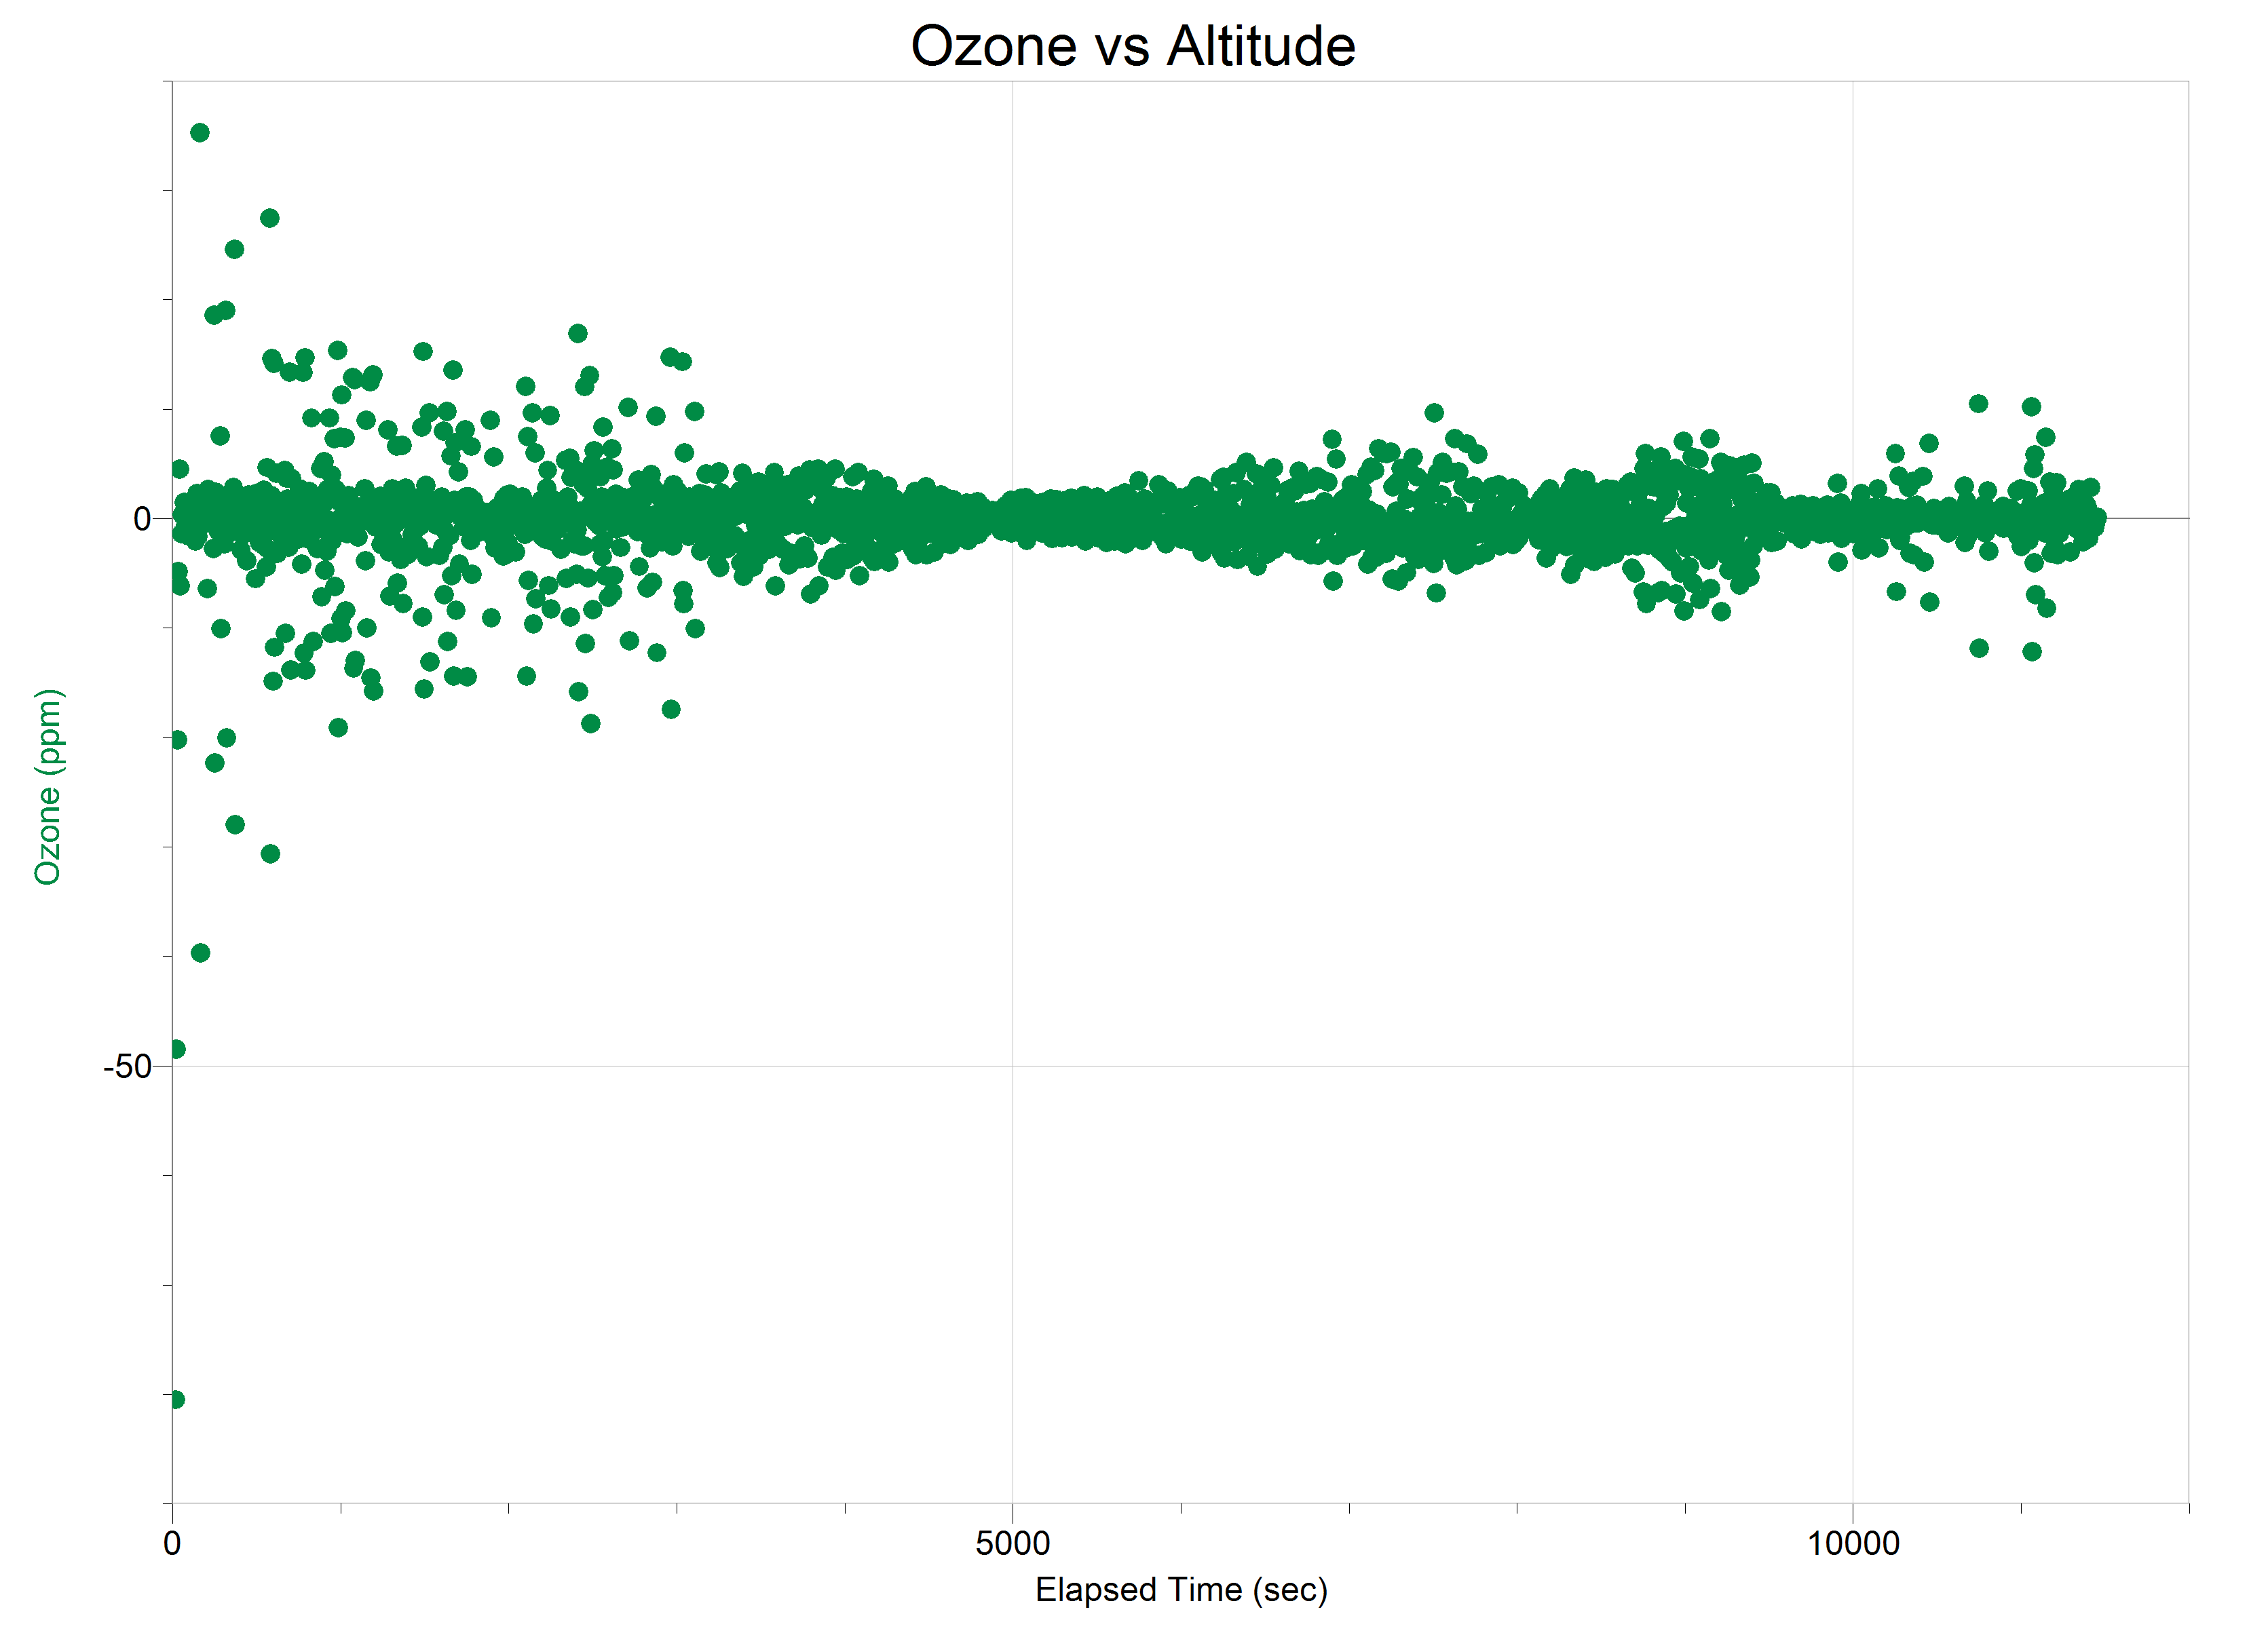 Ozone vs Altitude
Ozone (ppm)
0
-50
0
5000
10000
Elapsed Time (sec)